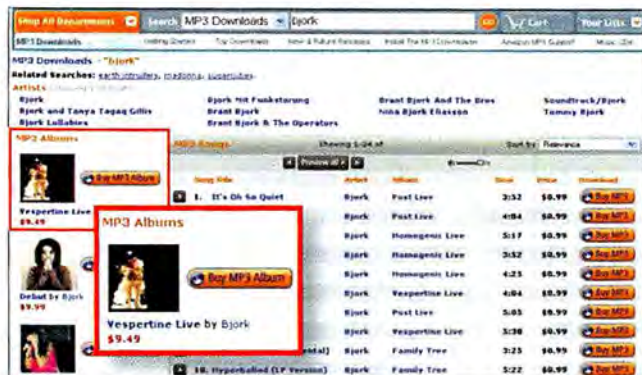 Shop All Departments Search MP3 Downloads bjork GO Cart Your Lists
MP3 Downloads Getting Started Top Downloads New & Future Releases Install The MP3 Downloader Amazon MP3 Support
MP3 Downloads - "bjork"
Related Searches: earth intruders, madonna, sugarcubes.
Artists
Bjork Bjork Mit Funkstorung Brant Bjork And The Bros Soundtrack/Bjork
Bjork and Tanya Tagaq Gillis Brant Bjork Nina Bjork Eliasson Tommy Bjork
Bjork Lullabies Brant Bjork & The Operators
MP3 Albums
MP3 Songs Showing 1-24 of Sort by Relevance
Preview all
Song Title Artist Album Time Price Download
Buy MP3 Album
1. It's Oh So Quiet Bjork Post Live 3:52 $0.99 Buy MP3
Vespertine Live
$9.49
Bjork Post Live 4:04 $0.99 Buy MP3
Bjork Homogenic Live 5:17 $0.99 Buy MP3
Bjork Homogenic Live 3:52 $0.99 Buy MP3
Bjork Homogenic Live 4:25 $0.99 Buy MP3
Bjork Vespertine Live 4:04 $0.99 Buy MP3
Bjork Post Live 5:05 $0.99 Buy MP3
Bjork Vespertine Live 5:38 $0.99 Buy MP3
Bjork Family Tree 3:25 $0.99 Buy MP3
10. Hyperballad (LP Version) Bjork Family Tree 5:22 $0.99 Buy MP3
MP3 Albums
Buy MP3 Album
Vespertine Live by Bjork
$9.49
Debut by Bjork
$9.99